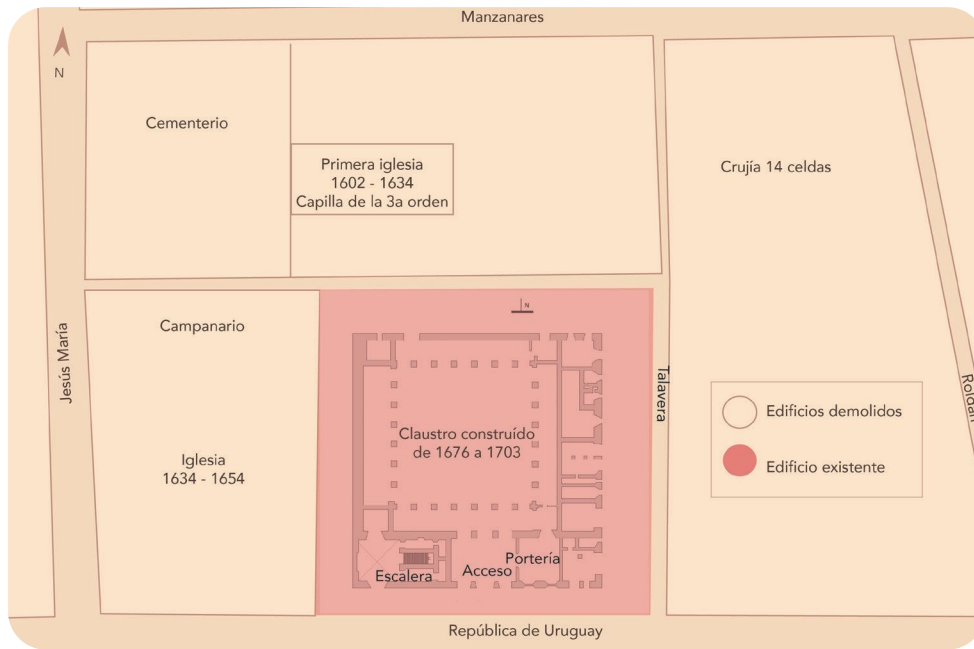 Manzanares
N
Cementerio
Primera iglesia
1602 - 1634
Capilla de la 3a orden
Crujía 14 celdas
Jesús María
Campanario
N
Iglesia
1634 - 1654
Claustro construído
de 1676 a 1703
Talavera
Roldán
Edificios demolidos
Edificio existente
Portería
Acceso
Escalera
República de Uruguay